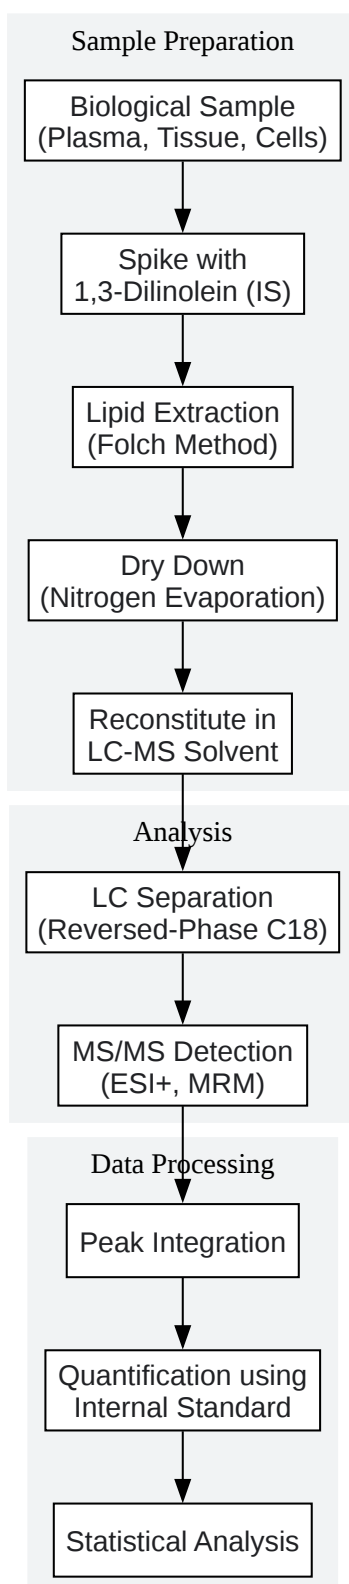 Sample Preparation
Biological Sample
(Plasma, Tissue, Cells)
Spike with
1,3-Dilinolein (IS)
Lipid Extraction
(Folch Method)
Dry Down
(Nitrogen Evaporation)
Reconstitute in
LC-MS Solvent
Analysis
LC Separation
(Reversed-Phase C18)
MS/MS Detection
(ESI+, MRM)
Data Processing
Peak Integration
Quantification using
Internal Standard
Statistical Analysis